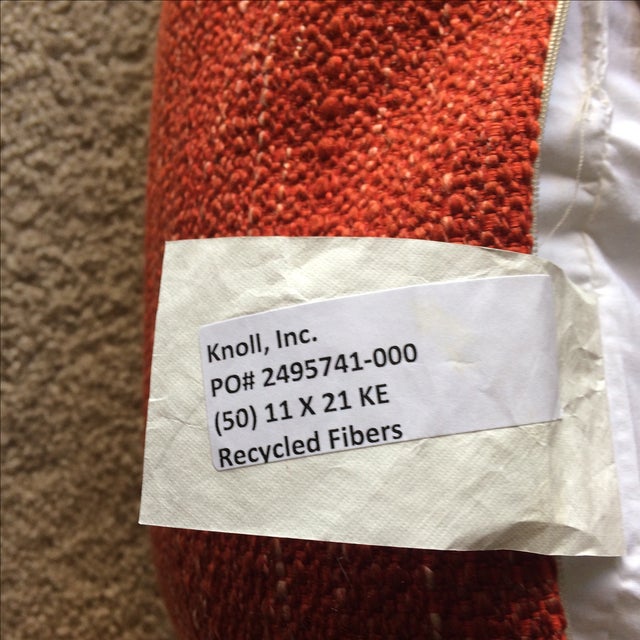 Knoll, Inc.
PO# 2495741-000
(50) 11 X 21 KE
Recycled Fibers